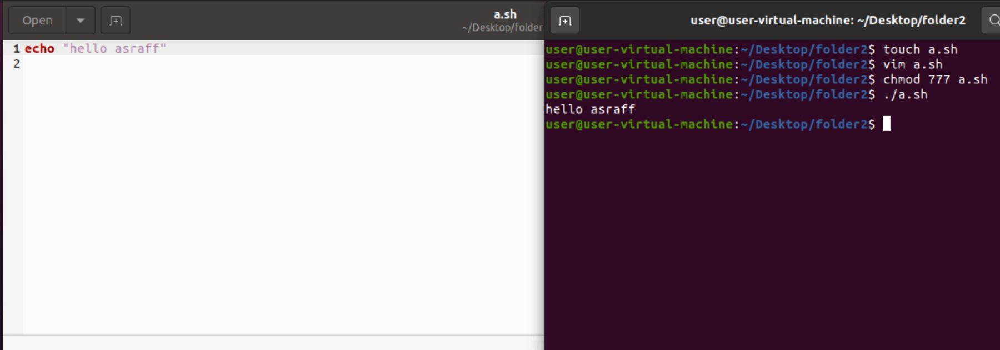 Open
a.sh
~/Desktop/folder
1 echo "hello asraff"
2
user@user-virtual-machine: ~/Desktop/folder2
user@user-virtual-machine:~/Desktop/folder2$ touch a.sh
user@user-virtual-machine:~/Desktop/folder2$ vim a.sh
user@user-virtual-machine:~/Desktop/folder2$ chmod 777 a.sh
user@user-virtual-machine:~/Desktop/folder2$ ./a.sh
hello asraff
user@user-virtual-machine:~/Desktop/folder2$